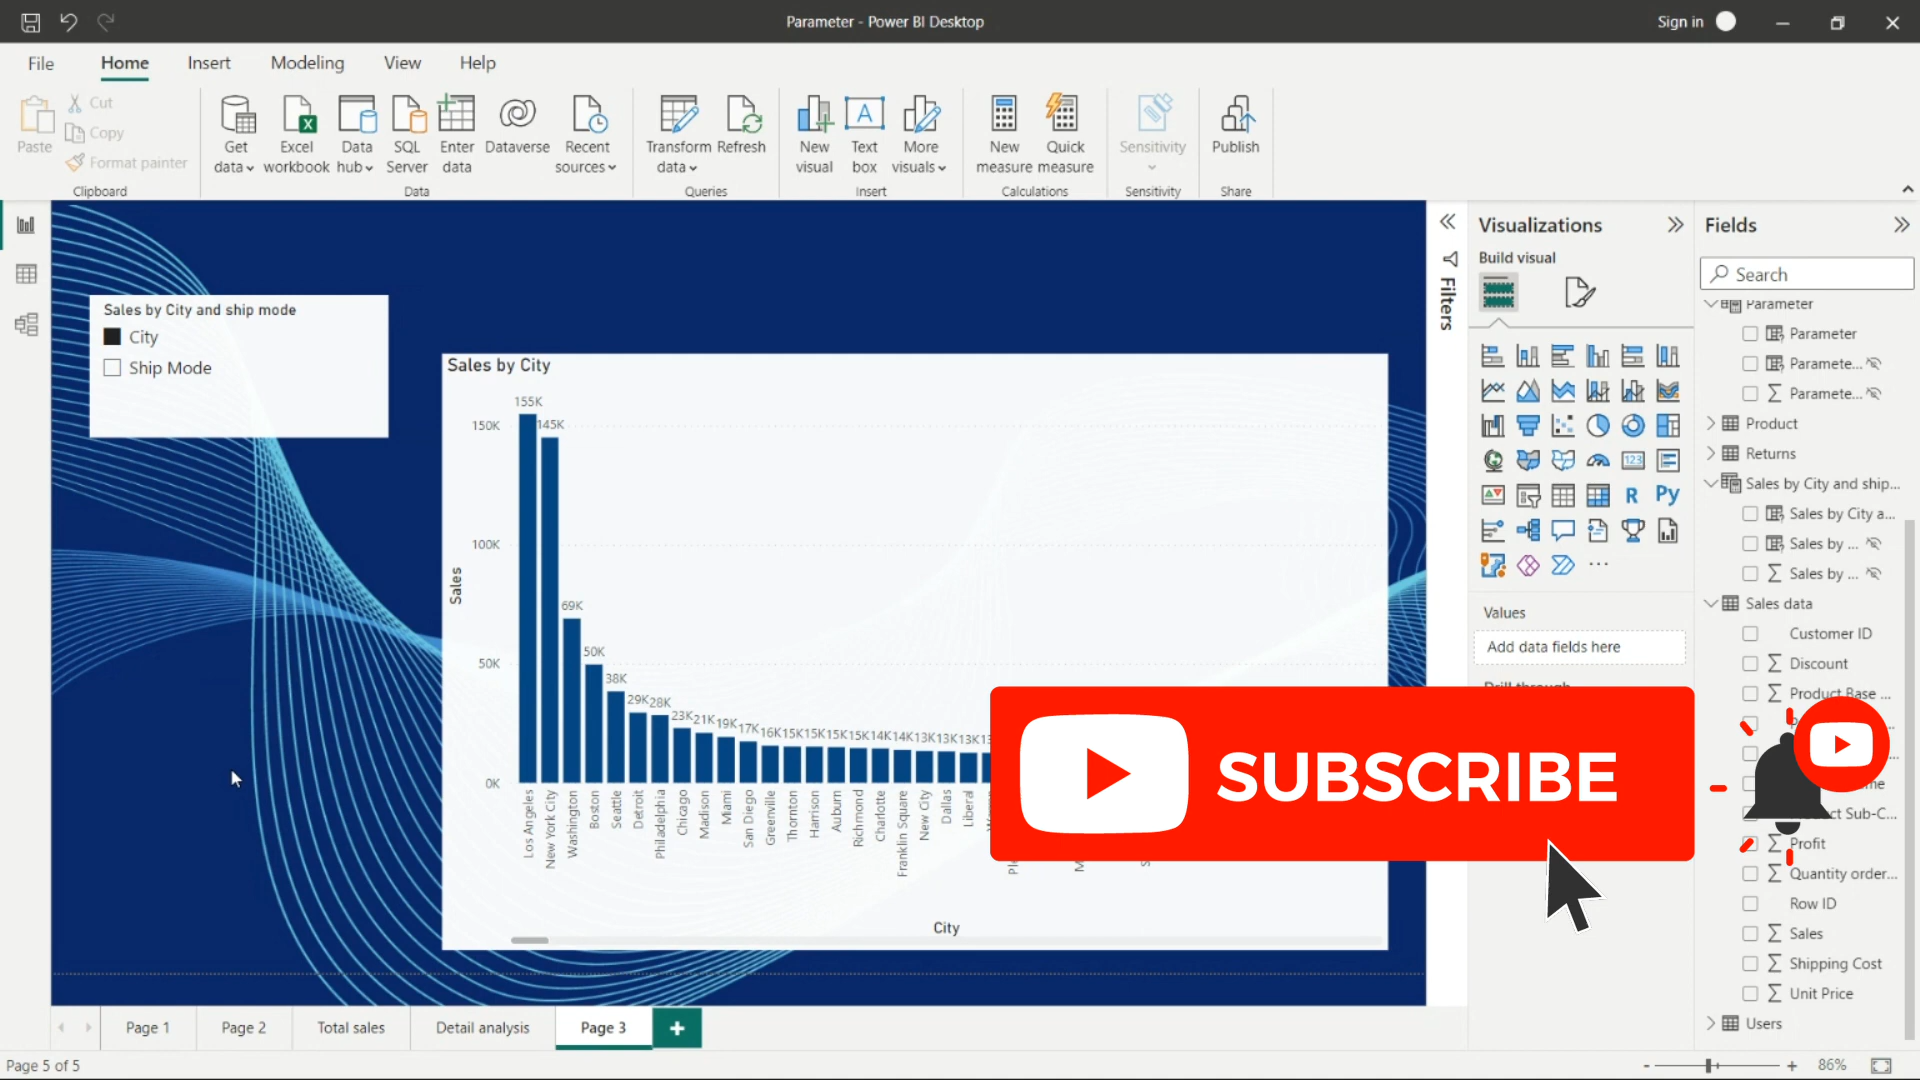 Parameter - Power BI Desktop
Sign in
File
Home
Insert
Modeling
View
Help
Paste
Cut
Copy
Format painter
Clipboard
Get data
Excel workbook
Data hub
SQL Server
Enter data
Dataverse
Recent sources
Data
Transform data
Refresh
Queries
New visual
Text box
More visuals
Insert
New measure
Quick measure
Calculations
Sensitivity
Sensitivity
Publish
Share
Sales by City and ship mode
City
Ship Mode
Sales by City
155K
145K
69K
50K
38K
29K
28K
23K
21K
19K
17K
16K
15K
15K
15K
15K
14K
14K
13K
13K
13K
150K
100K
50K
0K
Sales
Los Angeles
New York City
Washington
Boston
Seattle
Detroit
Philadelphia
Chicago
Madison
Miami
San Diego
Greenville
Thornton
Harrison
Auburn
Richmond
Charlotte
Franklin Square
New City
Dallas
Liberal
City
SUBSCRIBE
Filters
Visualizations
Build visual
123
R
Py
Values
Add data fields here
Fields
Search
Parameter
Parameter
Paramete...
Paramete...
Product
Returns
Sales by City and ship...
Sales by City a...
Sales by ...
Sales by ...
Sales data
Customer ID
Discount
Product Base ...
Profit
Quantity order...
Row ID
Sales
Shipping Cost
Unit Price
Users
Page 1
Page 2
Total sales
Detail analysis
Page 3
Page 5 of 5
86%